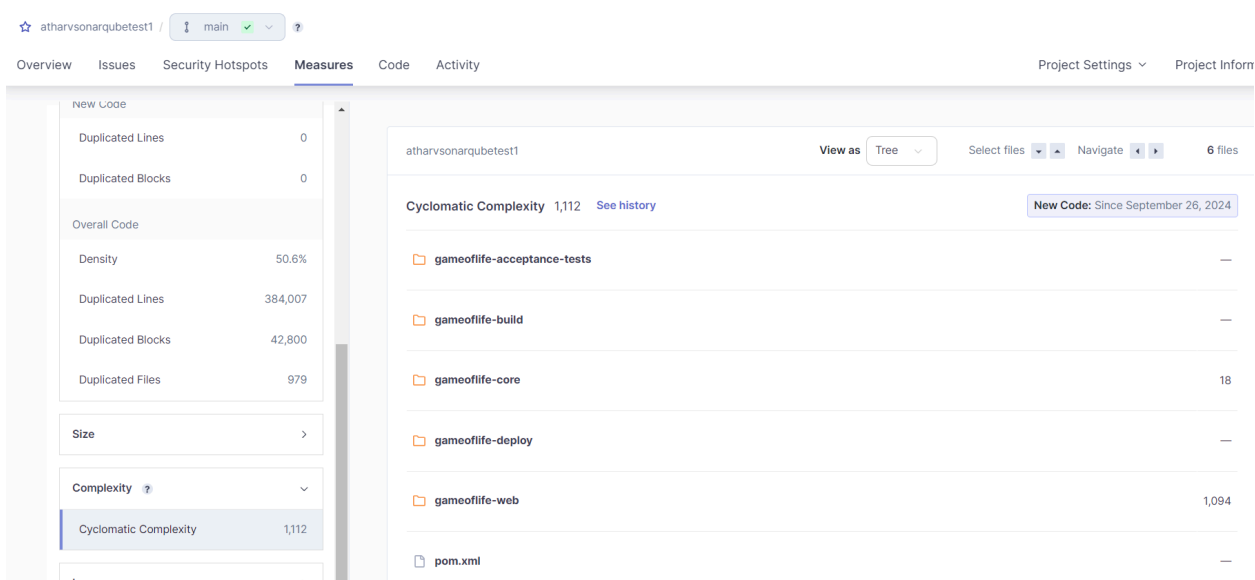 atharvsonarqubetest1 / main ?
Overview Issues Security Hotspots Measures Code Activity Project Settings Project Inform
New Code
Duplicated Lines 0
Duplicated Blocks 0
Overall Code
Density 50.6%
Duplicated Lines 384,007
Duplicated Blocks 42,800
Duplicated Files 979
Size
Complexity ?
Cyclomatic Complexity 1,112
atharvsonarqubetest1 View as Tree Select files Navigate 6 files
Cyclomatic Complexity 1,112 See history New Code: Since September 26, 2024
gameoflife-acceptance-tests —
gameoflife-build —
gameoflife-core 18
gameoflife-deploy —
gameoflife-web 1,094
pom.xml —